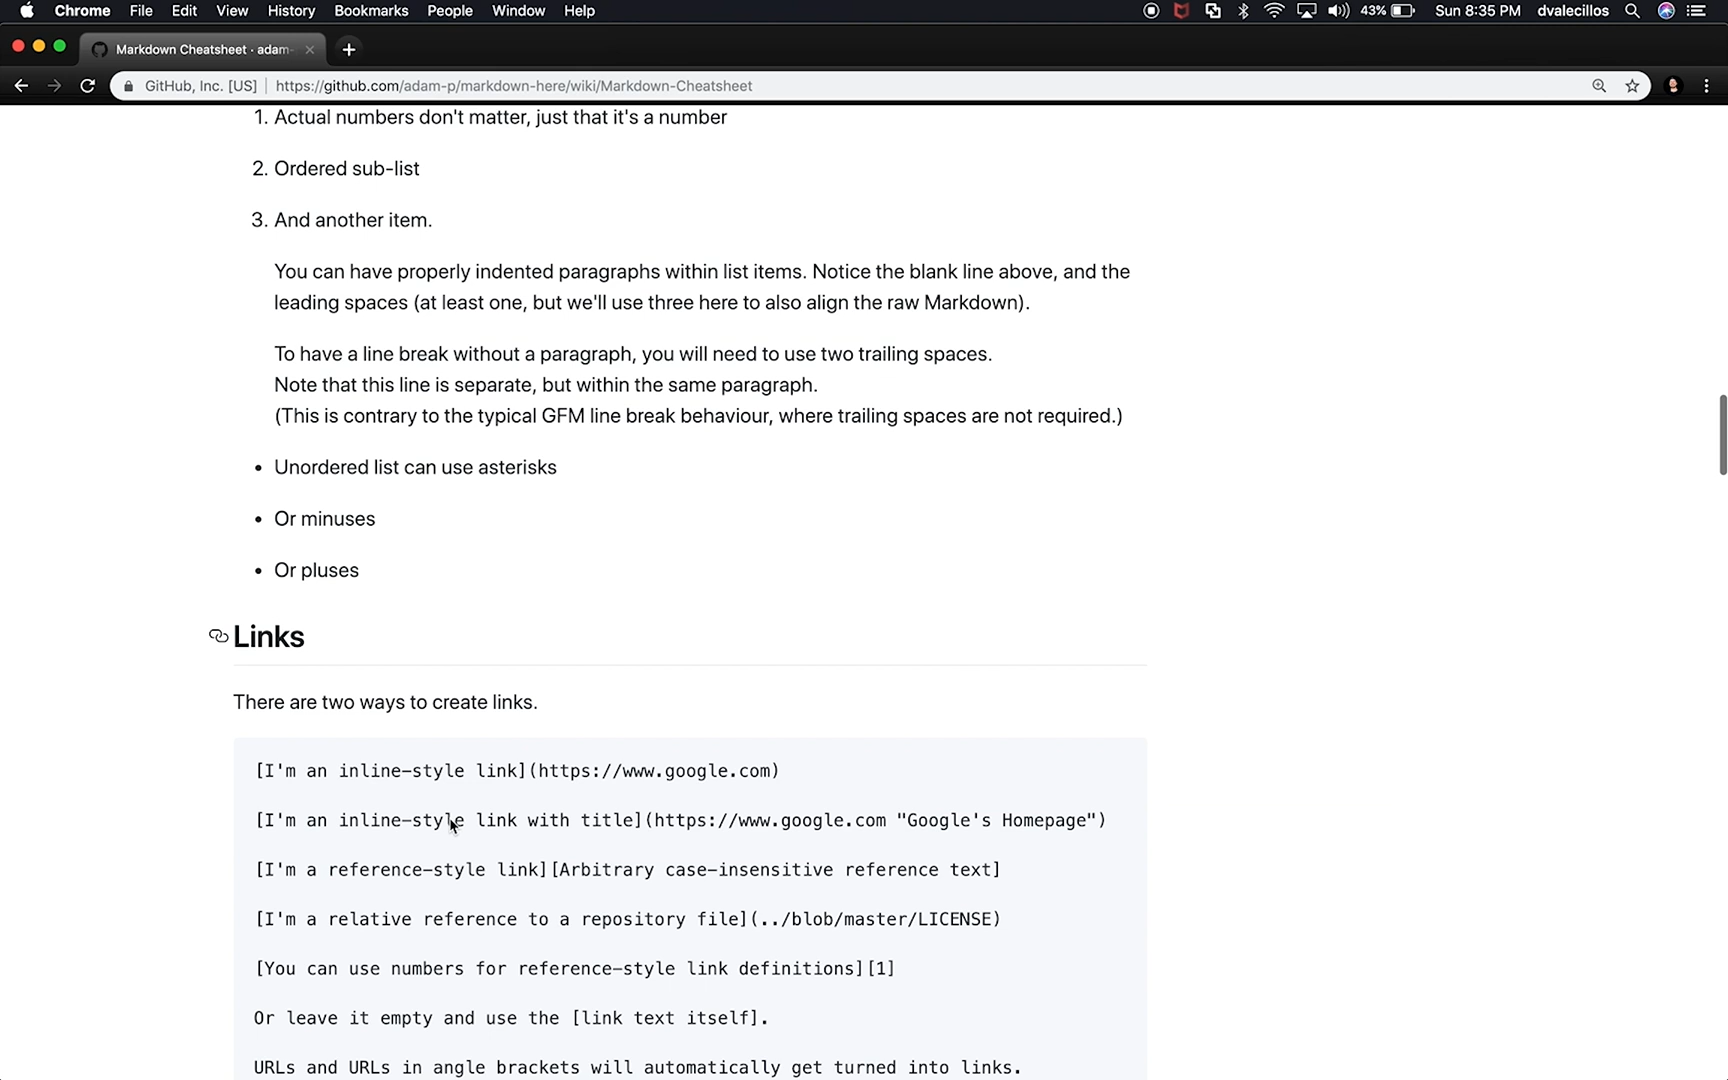 Chrome File Edit View History Bookmarks People Window Help 43% Sun 8:35 PM dvalecillos
Markdown Cheatsheet · adam-
GitHub, Inc. [US] | https://github.com/adam-p/markdown-here/wiki/Markdown-Cheatsheet
1. Actual numbers don't matter, just that it's a number
2. Ordered sub-list
3. And another item.
You can have properly indented paragraphs within list items. Notice the blank line above, and the
leading spaces (at least one, but we'll use three here to also align the raw Markdown).
To have a line break without a paragraph, you will need to use two trailing spaces.
Note that this line is separate, but within the same paragraph.
(This is contrary to the typical GFM line break behaviour, where trailing spaces are not required.)
• Unordered list can use asterisks
• Or minuses
• Or pluses
Links
There are two ways to create links.
[I'm an inline-style link](https://www.google.com)
[I'm an inline-style link with title](https://www.google.com "Google's Homepage")
[I'm a reference-style link][Arbitrary case-insensitive reference text]
[I'm a relative reference to a repository file](../blob/master/LICENSE)
[You can use numbers for reference-style link definitions][1]
Or leave it empty and use the [link text itself].
URLs and URLs in angle brackets will automatically get turned into links.